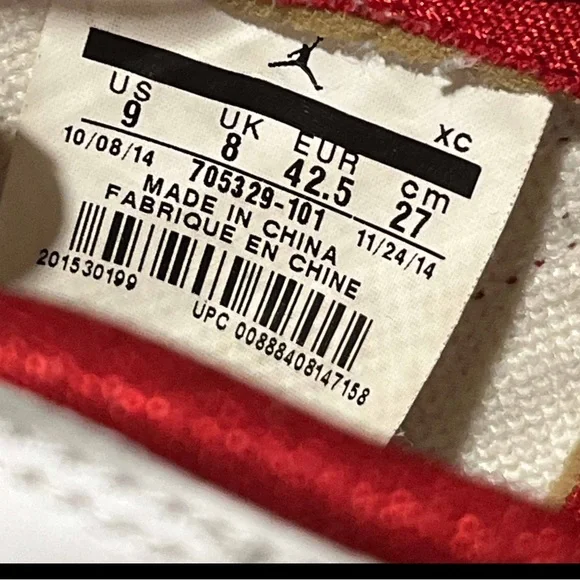 XC
US UK EUR cm
9 8 42.5 27
10/08/14 705329-101 11/24/14
MADE IN CHINA
FABRIQUE EN CHINE
201530199
UPC 00888408147158